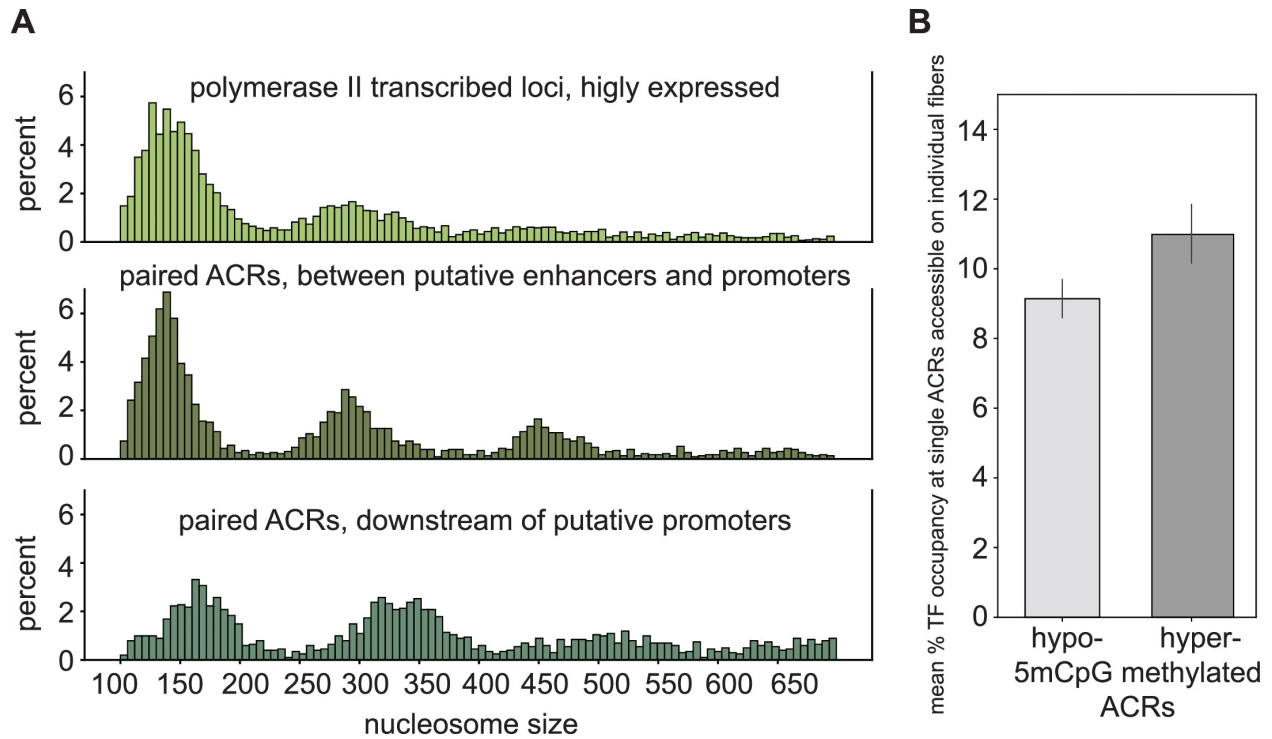 A
polymerase II transcribed loci, higly expressed
percent
6
4
2
0
paired ACRs, between putative enhancers and promoters
percent
6
4
2
0
paired ACRs, downstream of putative promoters
percent
6
4
2
0
100 150 200 250 300 350 400 450 500 550 600 650
nucleosome size
B
mean % TF occupancy at single ACRs accessible on individual fibers
14
12
10
8
6
4
2
0
hypo- hyper-
5mCpG methylated
ACRs